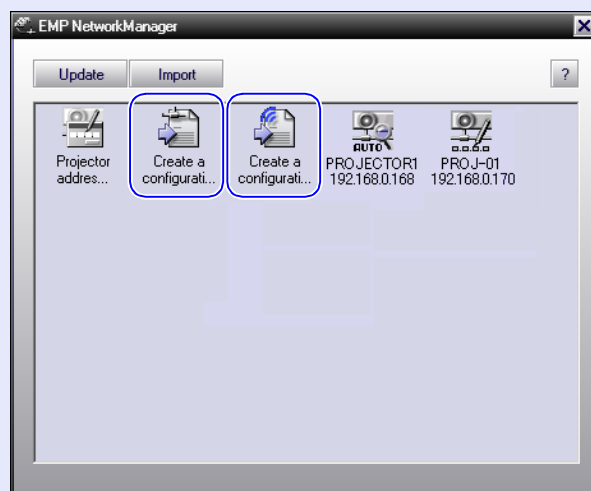 EMP NetworkManager
Update Import ?
Projector
addres...
Create a
configurati...
Create a
configurati...
AUTO
PROJECTOR1
192.168.0.168
PROJ-01
192.168.0.170